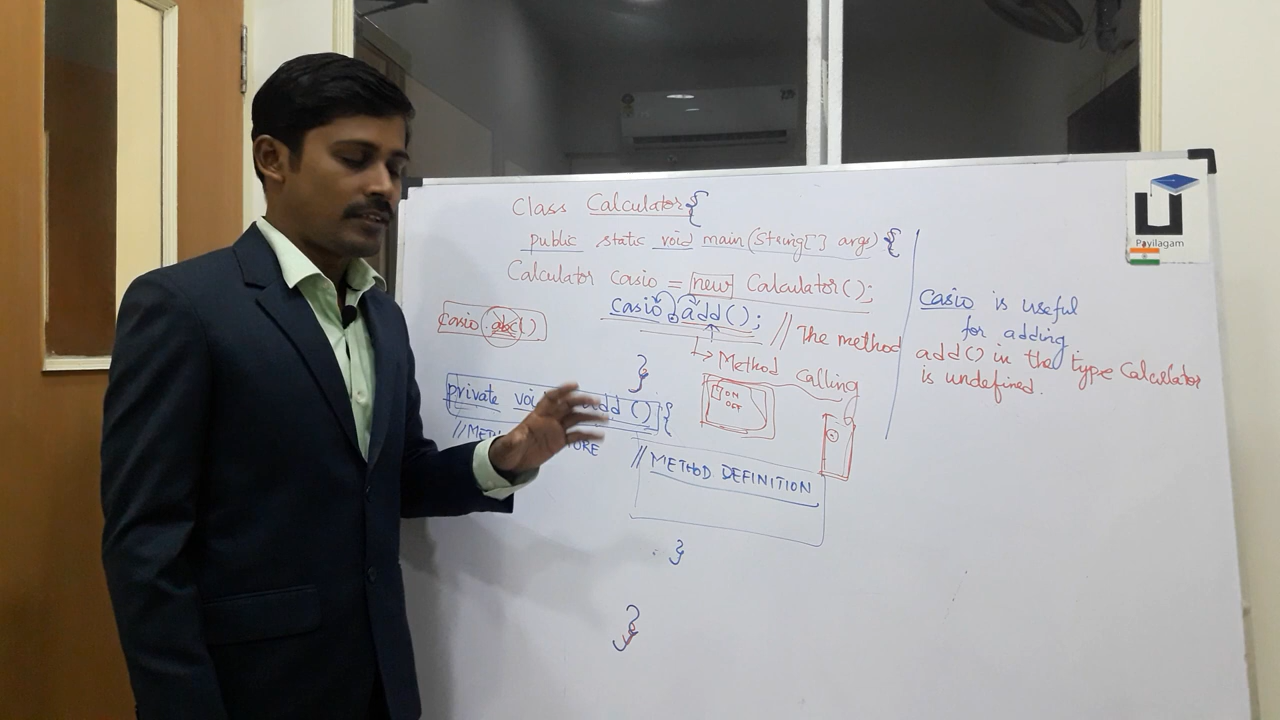 Class Calculator{
public static void main(String[] args) {
Calculator casio = new Calculator();
casio.add();
casio.abc()
// The method
add() in the type Calculator
is undefined.
→ Method calling
}
ON
OFF
private void add () {
// METHOD DEFINITION
}
}
casio is useful
for adding
Payilagam